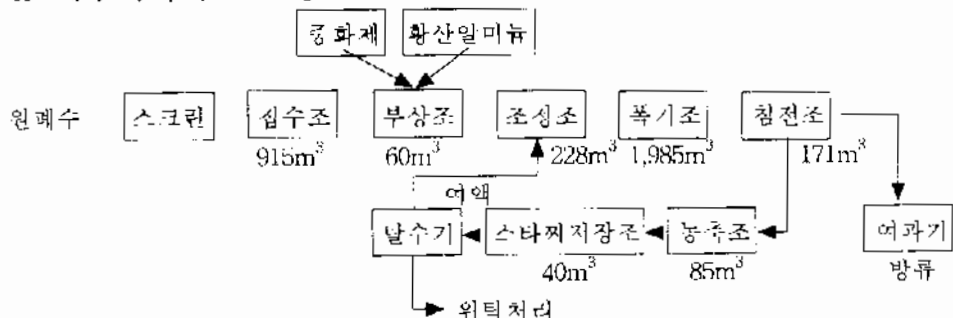 중화제 황산알미늄
원폐수 스크린 집수조 부상조 조성조 폭기조 침전조
915m³ 60m³ 228m³ 1,985m³ 171m³
여액
탈수기 스타찌저장조 농축조 여과기
40m³ 85m³ 방류
위탁처리